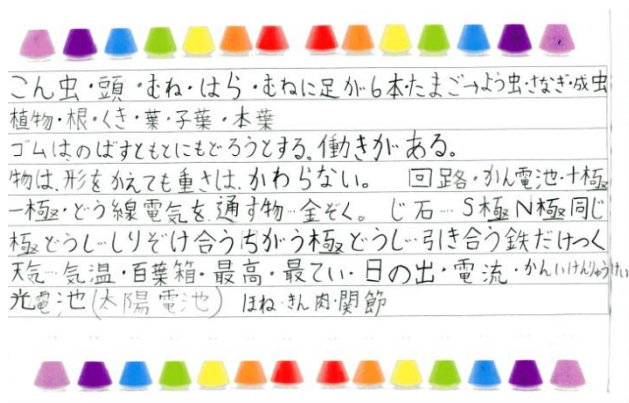 こん虫・頭・むね・はら・むねに足が6本・たまご→よう虫・さなぎ・成虫
植物・根・くき・葉・子葉・本葉
ゴムは、のばすともとにもどろうとする。働きがある。
物は、形をかえても重さは、かわらない。　回路・かん電池・+極
一極・どう線電気を、通す物…金ぞく。じ石…S極N極同じ
極どうし…しりぞけ合うちがう極どうし…引き合う鉄だけつく
天気…気温・百葉箱・最高・最てい・日の出・電流・かんいけんりゅうけい
光電池(太陽電池)　ほね・きん肉・関節